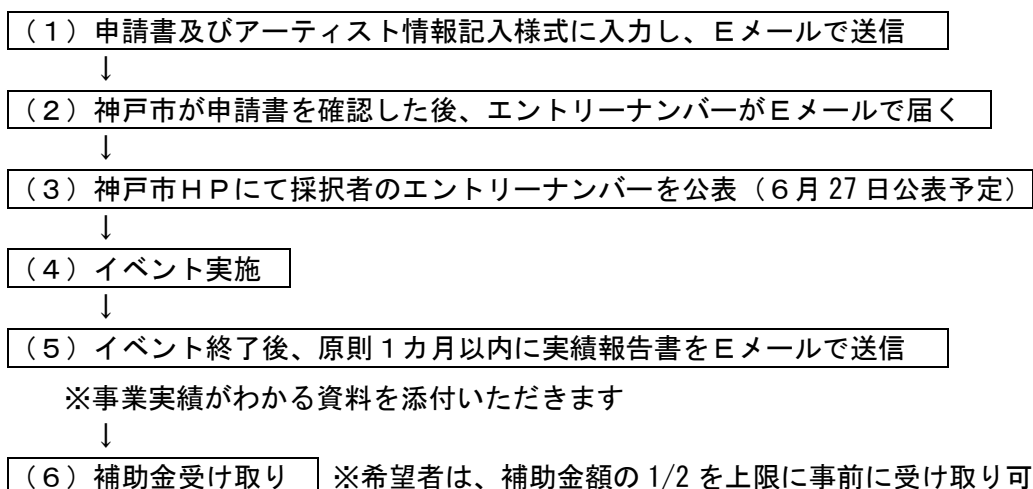 （１）申請書及びアーティスト情報記入様式に入力し、Ｅメールで送信
↓
（２）神戸市が申請書を確認した後、エントリーナンバーがＥメールで届く
↓
（３）神戸市ＨＰにて採択者のエントリーナンバーを公表（６月 27 日公表予定）
↓
（４）イベント実施
↓
（５）イベント終了後、原則１カ月以内に実績報告書をＥメールで送信
※事業実績がわかる資料を添付いただきます
↓
（６）補助金受け取り ※希望者は、補助金額の 1/2 を上限に事前に受け取り可